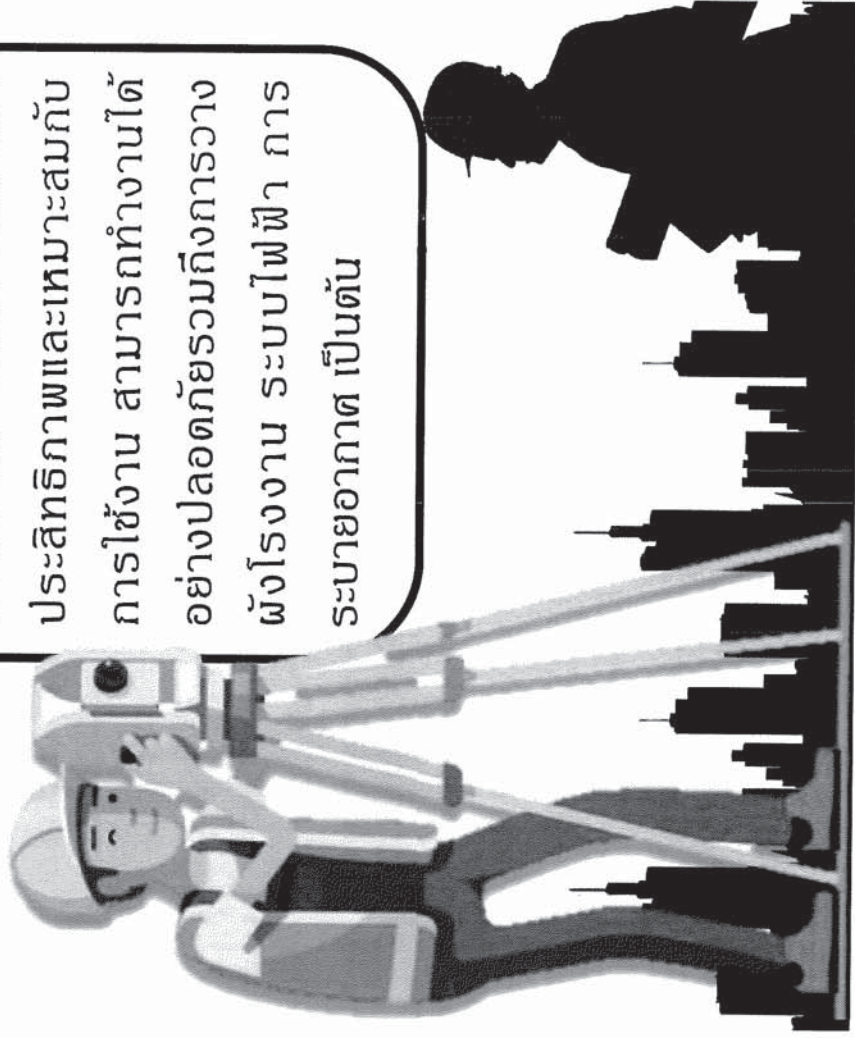 ประสิทธิภาพและเหมาะสมกับ
การใช้งาน สามารถทำงานได้
อย่างปลอดภัยรวมถึงการวาง
ผังโรงงาน ระบบไฟฟ้า การ
ระบายอากาศ เป็นต้น